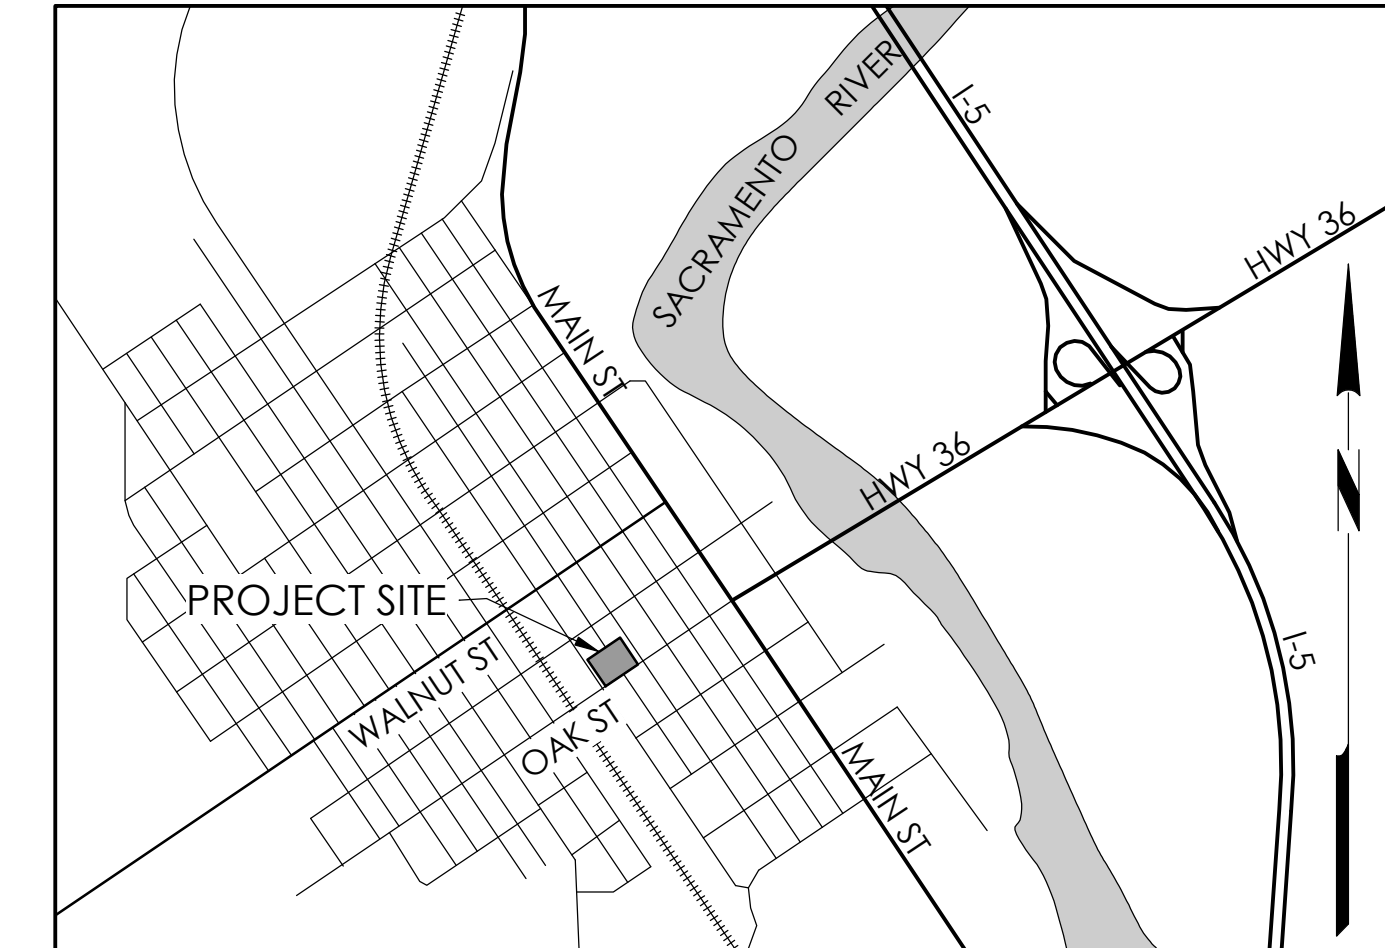 RIVER
I-5
SACRAMENTO
HWY 36
MAIN ST
HWY 36
N
PROJECT SITE
WALNUT ST
I-5
OAK ST
MAIN ST